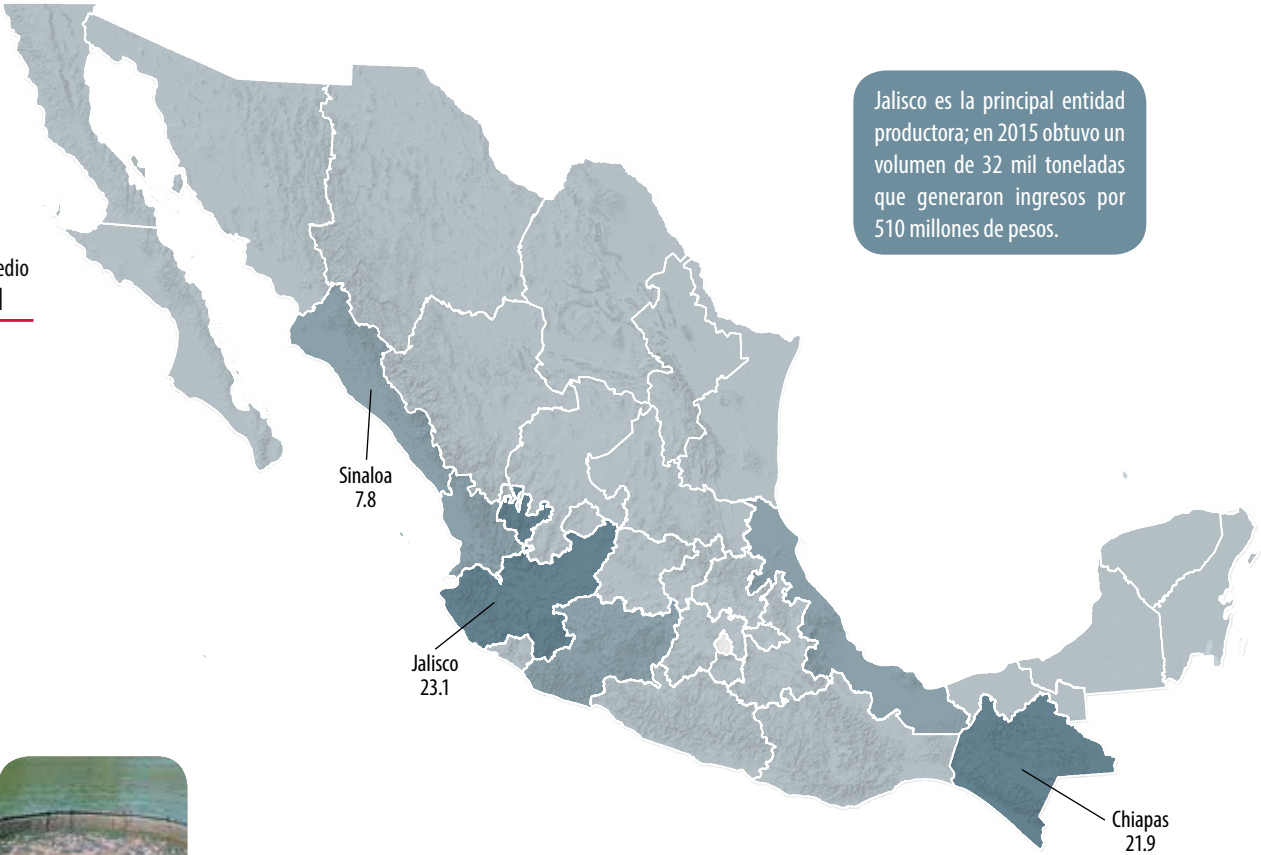 Jalisco es la principal entidad
productora; en 2015 obtuvo un
volumen de 32 mil toneladas
que generaron ingresos por
510 millones de pesos.
Sinaloa
7.8
Jalisco
23.1
Chiapas
21.9